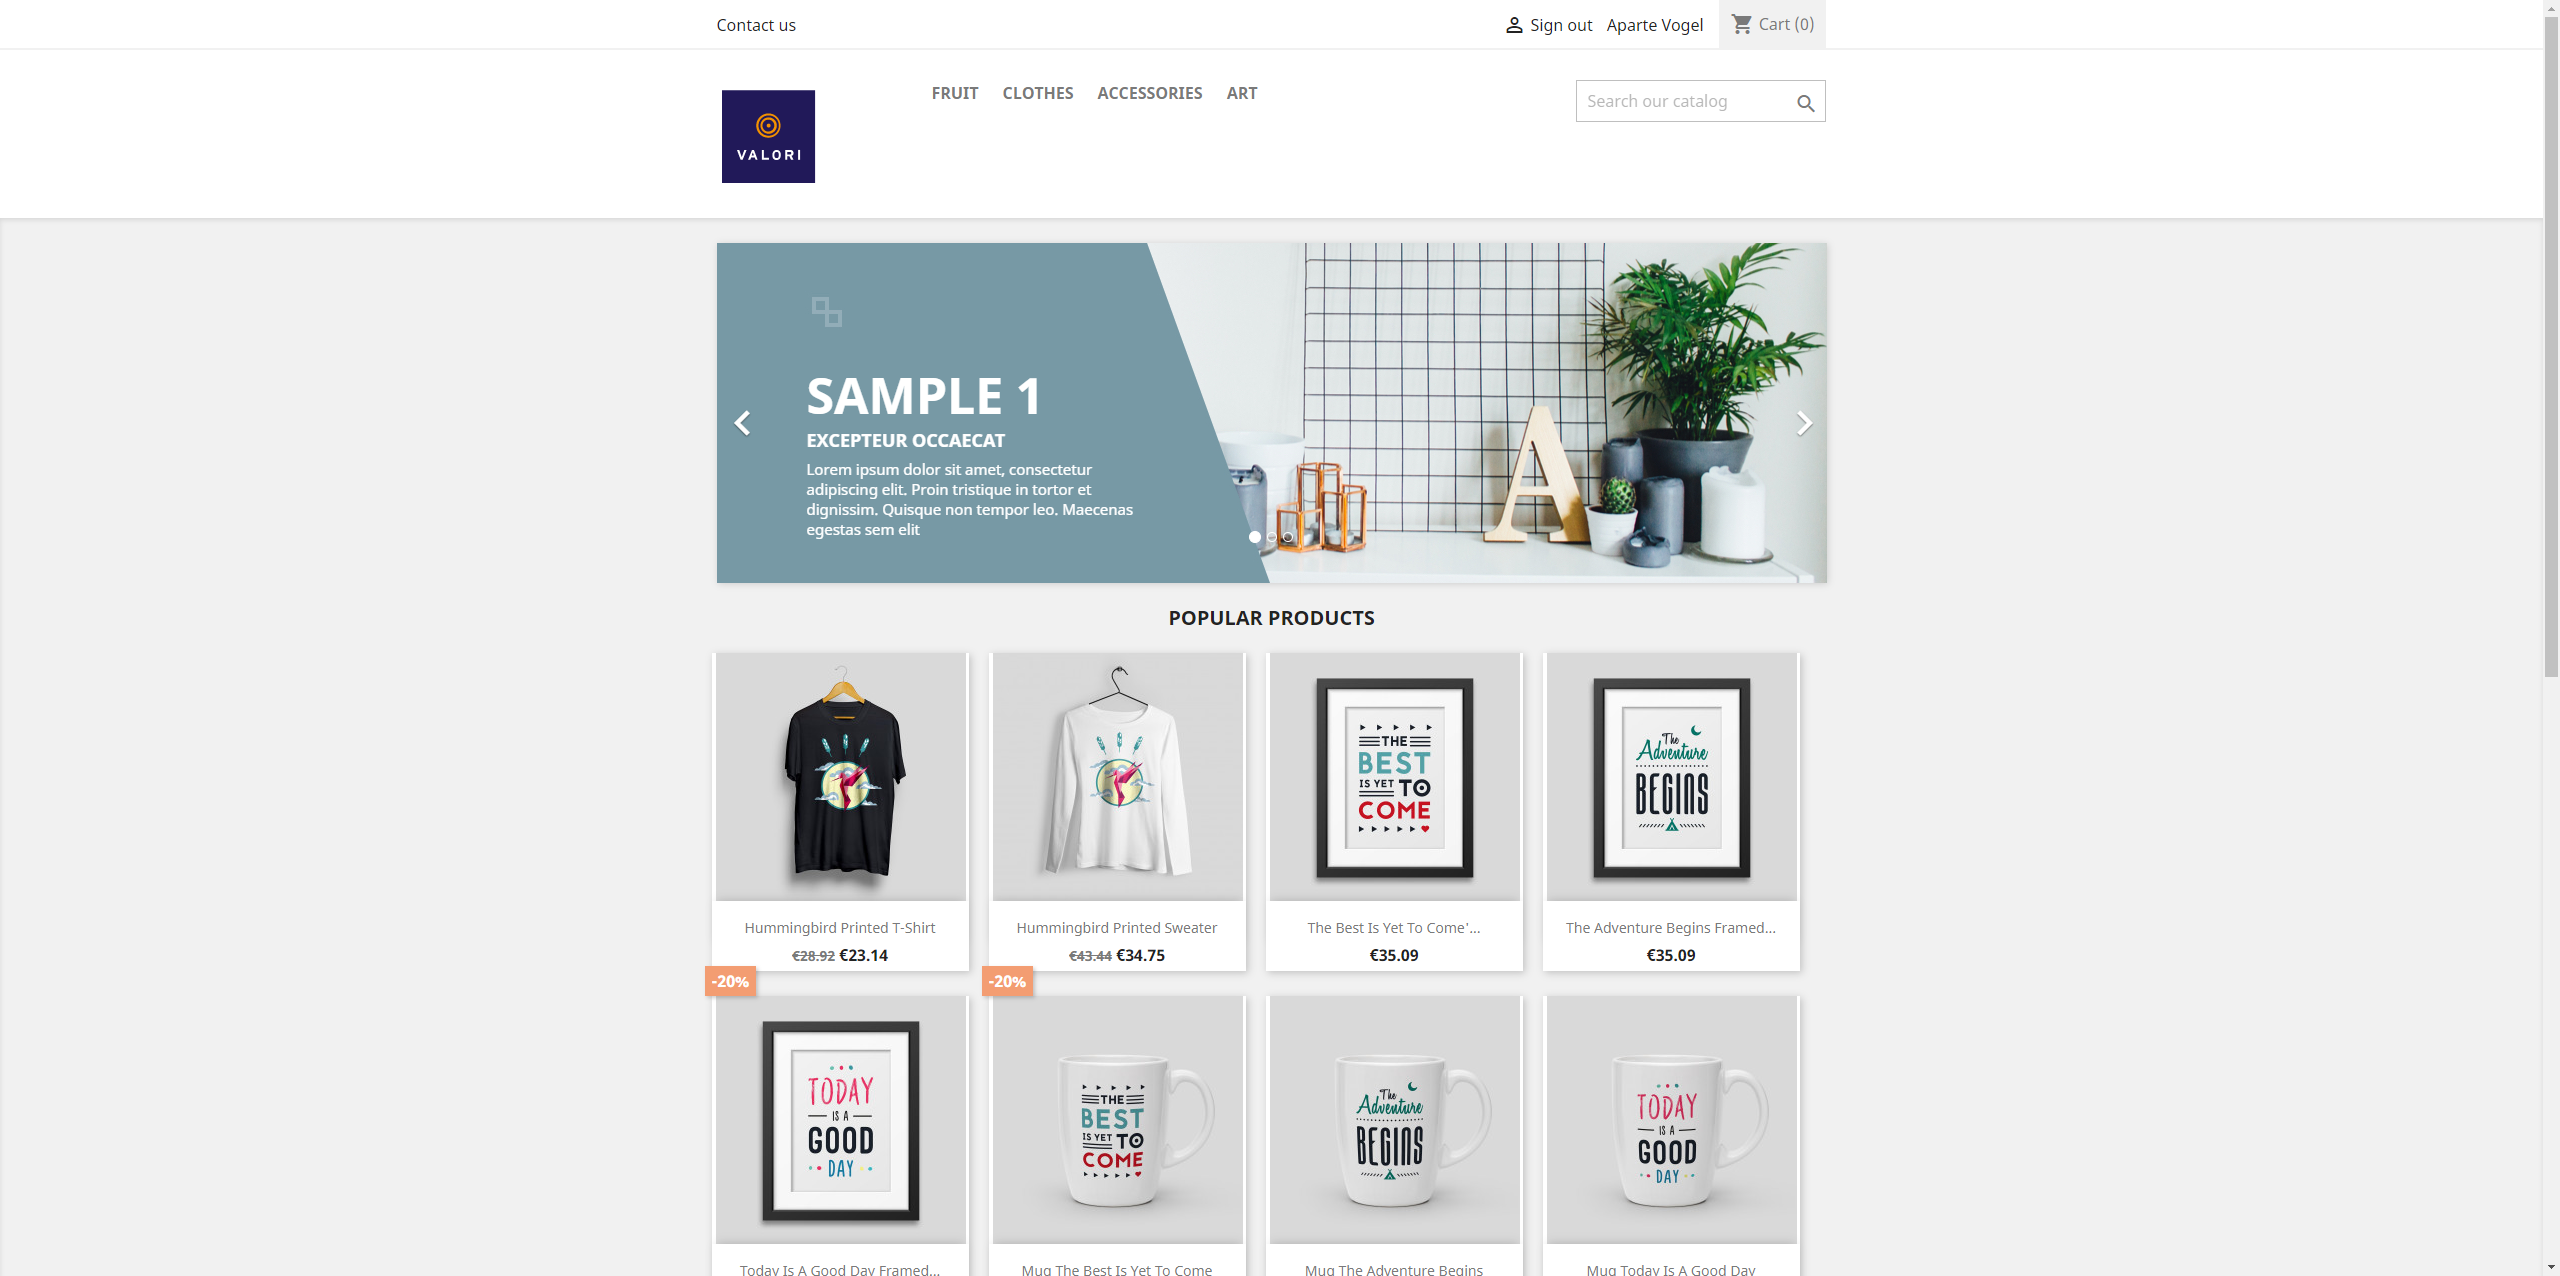 Contact us
Sign out Aparte Vogel Cart (0)
FRUIT CLOTHES ACCESSORIES ART
Search our catalog
VALORI
SAMPLE 1
EXCEPTEUR OCCAECAT
Lorem ipsum dolor sit amet, consectetur
adipiscing elit. Proin tristique in tortor et
dignissim. Quisque non tempor leo. Maecenas
egestas sem elit
A
POPULAR PRODUCTS
THE
BEST
IS YET TO
COME
The
Adventure
BEGINS
Hummingbird Printed T-Shirt
€28.92 €23.14
Hummingbird Printed Sweater
€43.44 €34.75
The Best Is Yet To Come'...
€35.09
The Adventure Begins Framed...
€35.09
-20%
-20%
TODAY
IS A
GOOD
DAY
THE
BEST
IS YET TO
COME
The
Adventure
BEGINS
TODAY
IS A
GOOD
DAY
Today Is A Good Day Framed...
Mug The Best Is Yet To Come
Mug The Adventure Begins
Mug Today Is A Good Day